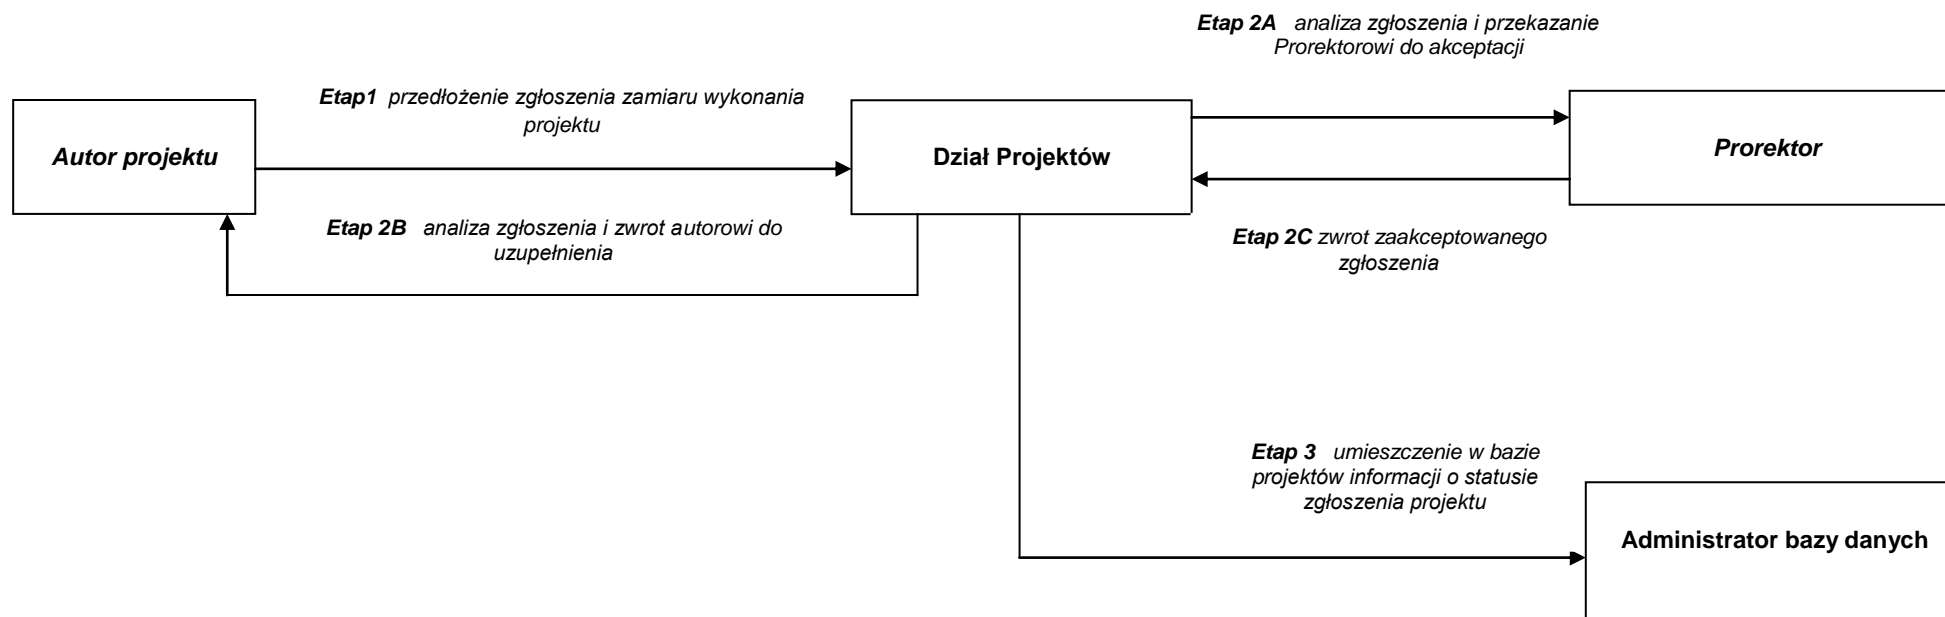 Etap 2A analiza zgłoszenia i przekazanie
Prorektorowi do akceptacji
Etap1 przedłożenie zgłoszenia zamiaru wykonania
projektu
Autor projektu
Dział Projektów
Prorektor
Etap 2B analiza zgłoszenia i zwrot autorowi do
uzupełnienia
Etap 2C zwrot zaakceptowanego
zgłoszenia
Etap 3 umieszczenie w bazie
projektów informacji o statusie
zgłoszenia projektu
Administrator bazy danych